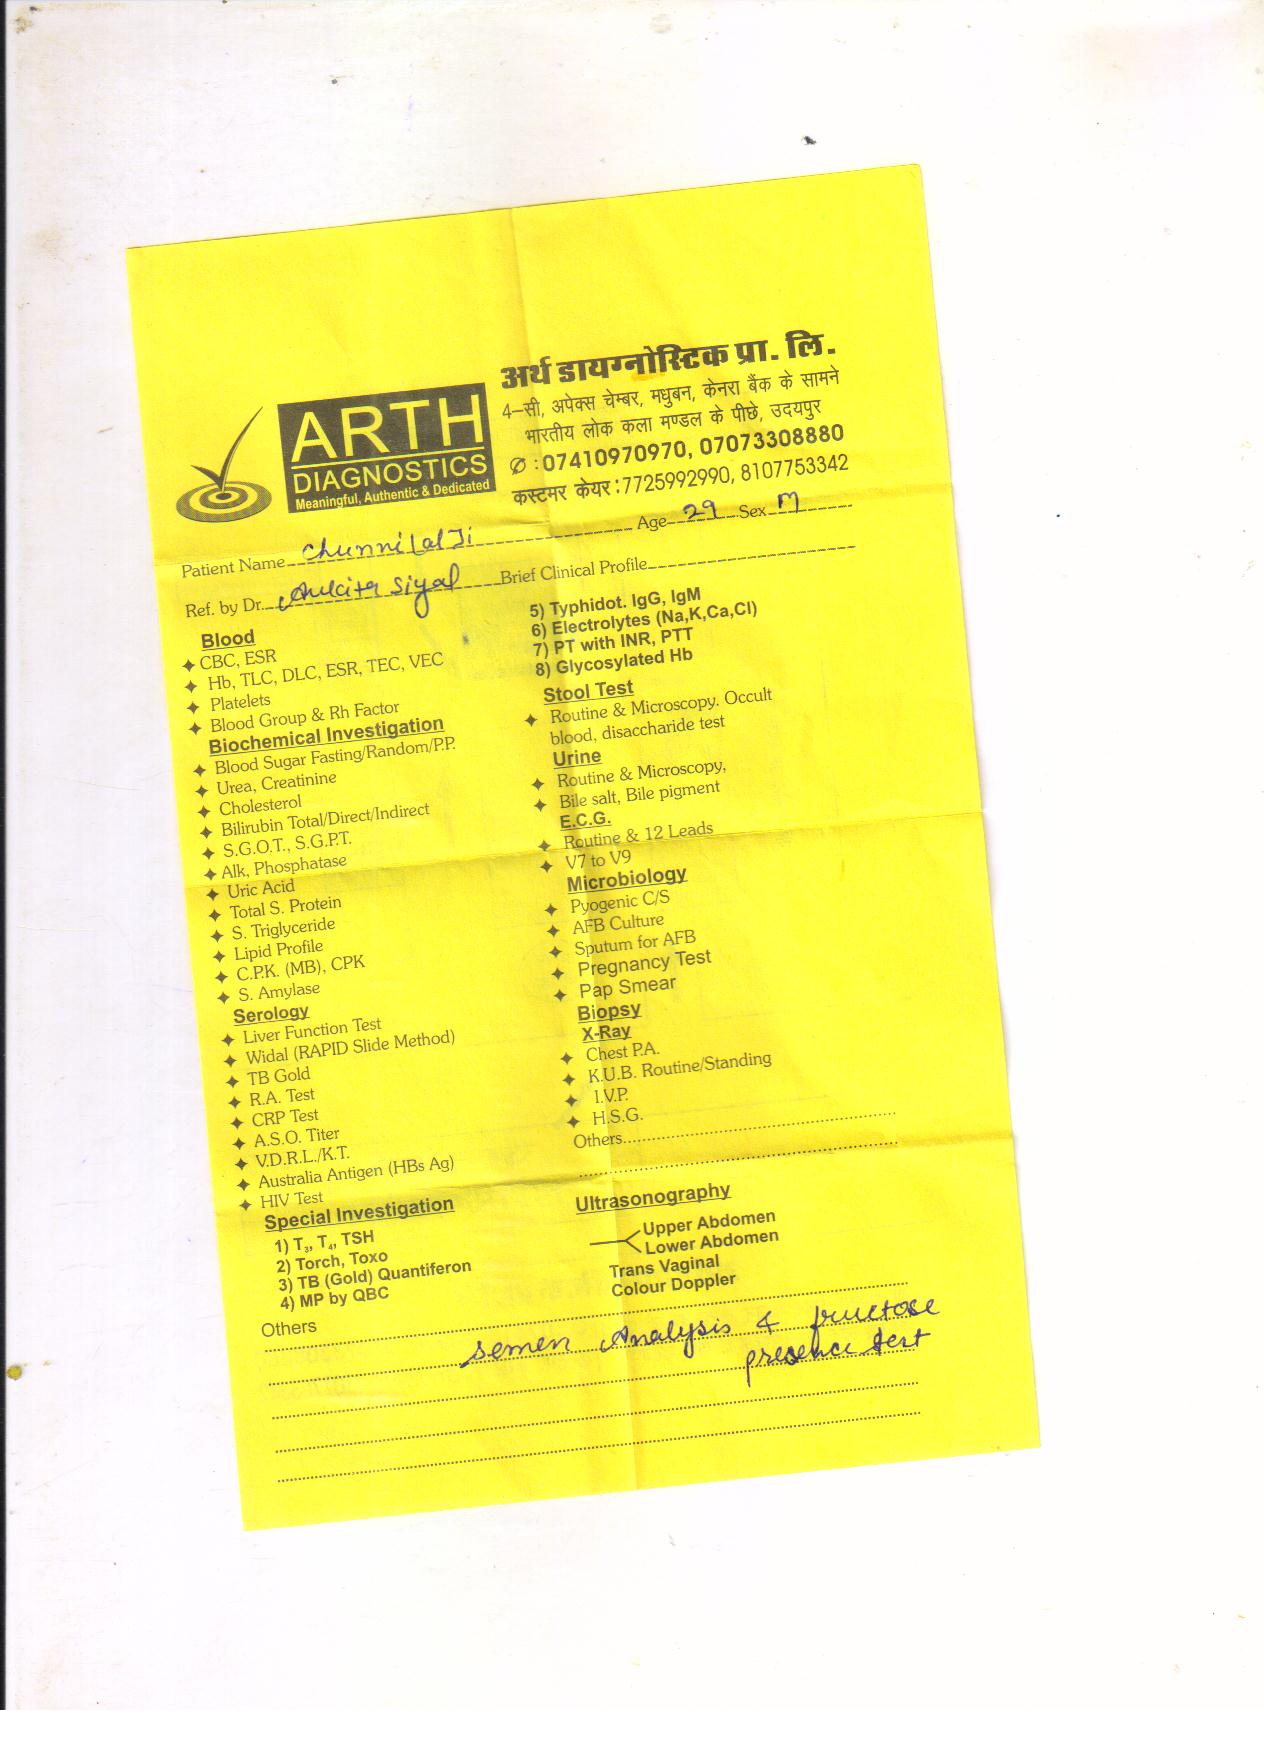 अर्थ डायग्नोस्टिक प्रा. लि.
4–सी, अपेक्स चेम्बर, मधुबन, केनरा बैंक के सामने
भारतीय लोक कला मण्डल के पीछे, उदयपुर
✆ : 07410970970, 07073308880
कस्टमर केयर : 7725992990, 8107753342
ARTH
DIAGNOSTICS
Meaningful, Authentic & Dedicated
Patient Name Chunnilal Ji Age 29 Sex M
Ref. by Dr. Ankita Siyal Brief Clinical Profile
Blood
CBC, ESR
Hb, TLC, DLC, ESR, TEC, VEC
Platelets
Blood Group & Rh Factor
Biochemical Investigation
Blood Sugar Fasting/Random/P.P.
Urea, Creatinine
Cholesterol
Bilirubin Total/Direct/Indirect
S.G.O.T., S.G.P.T.
Alk, Phosphatase
Uric Acid
Total S. Protein
S. Triglyceride
Lipid Profile
C.P.K. (MB), CPK
S. Amylase
Serology
Liver Function Test
Widal (RAPID Slide Method)
TB Gold
R.A. Test
CRP Test
A.S.O. Titer
V.D.R.L./K.T.
Australia Antigen (HBs Ag)
HIV Test
Special Investigation
1) T3, T4, TSH
2) Torch, Toxo
3) TB (Gold) Quantiferon
4) MP by QBC
5) Typhidot. IgG, IgM
6) Electrolytes (Na,K,Ca,Cl)
7) PT with INR, PTT
8) Glycosylated Hb
Stool Test
Routine & Microscopy. Occult
blood, disaccharide test
Urine
Routine & Microscopy,
Bile salt, Bile pigment
E.C.G.
Routine & 12 Leads
V7 to V9
Microbiology
Pyogenic C/S
AFB Culture
Sputum for AFB
Pregnancy Test
Pap Smear
Biopsy
X-Ray
Chest P.A.
K.U.B. Routine/Standing
I.V.P.
H.S.G.
Others
Ultrasonography
Upper Abdomen
Lower Abdomen
Trans Vaginal
Colour Doppler
Others
semen Analysis & fructose
presence test